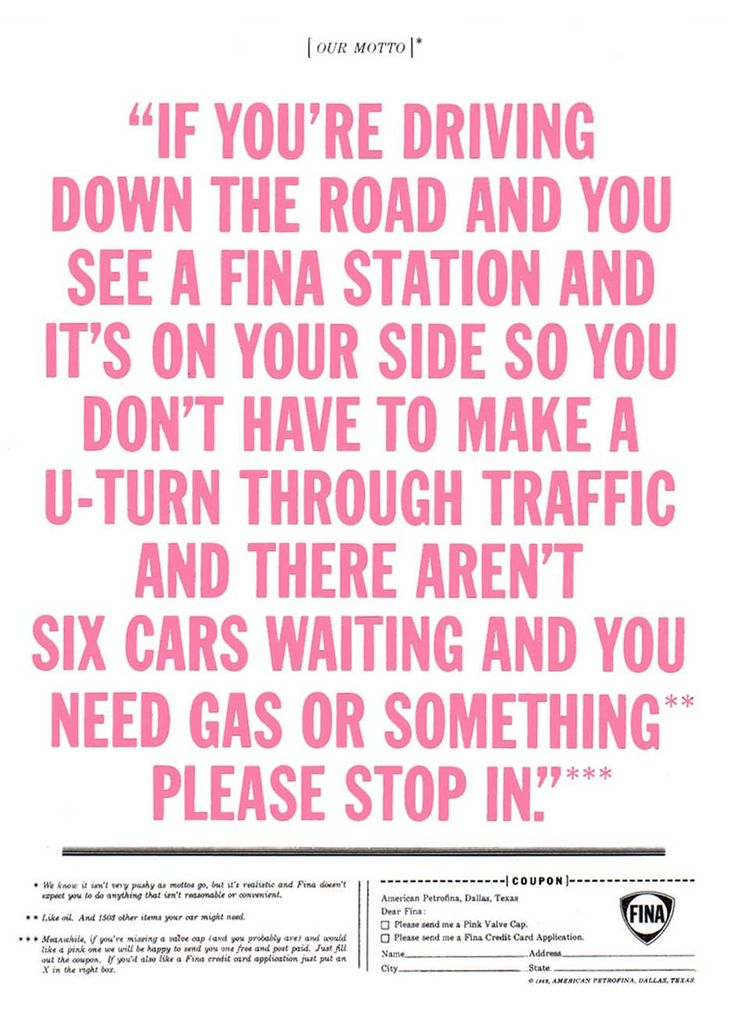 [OUR MOTTO]*
“IF YOU’RE DRIVING
DOWN THE ROAD AND YOU
SEE A FINA STATION AND
IT’S ON YOUR SIDE SO YOU
DON’T HAVE TO MAKE A
U-TURN THROUGH TRAFFIC
AND THERE AREN’T
SIX CARS WAITING AND YOU
NEED GAS OR SOMETHING**
PLEASE STOP IN.”***
* We know it isn't very pushy as mottos go, but it's realistic and Fina doesn't
expect you to do anything that isn't reasonable or convenient.
** Like oil. And 1503 other items your car might need.
*** Meanwhile, if you're missing a valve cap (and you probably are) and would
like a pink one we will be happy to send you one free and post paid. Just fill
out the coupon. If you'd also like a Fina credit card application just put an
X in the right box.
[COUPON]
American Petrofina, Dallas, Texas
Dear Fina:
Please send me a Pink Valve Cap.
Please send me a Fina Credit Card Application.
Name Address
City State
FINA
© AMERICAN PETROFINA, DALLAS, TEXAS